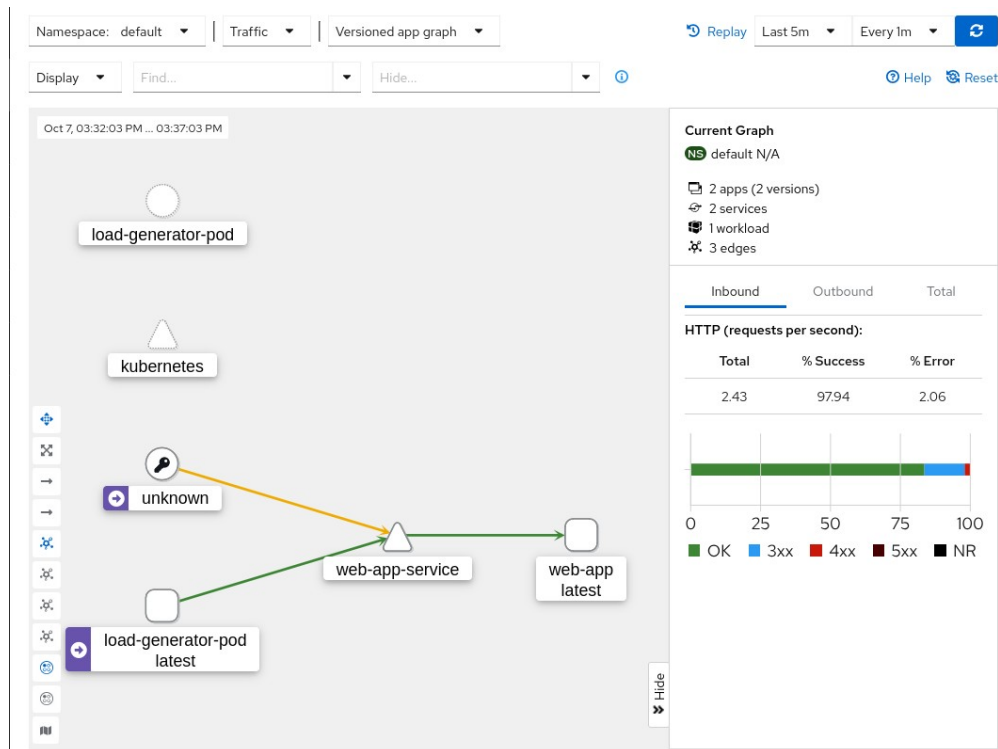 Namespace: default
Traffic
Versioned app graph
Replay
Last 5m
Every 1m
Display
Find...
Hide...
Help
Reset
Oct 7, 03:32:03 PM ... 03:37:03 PM
load-generator-pod
kubernetes
unknown
web-app-service
web-app
latest
load-generator-pod
latest
Hide
Current Graph
NS default N/A
2 apps (2 versions)
2 services
1 workload
3 edges
Inbound Outbound Total
HTTP (requests per second):
Total % Success % Error
2.43 97.94 2.06
0 25 50 75 100
OK 3xx 4xx 5xx NR